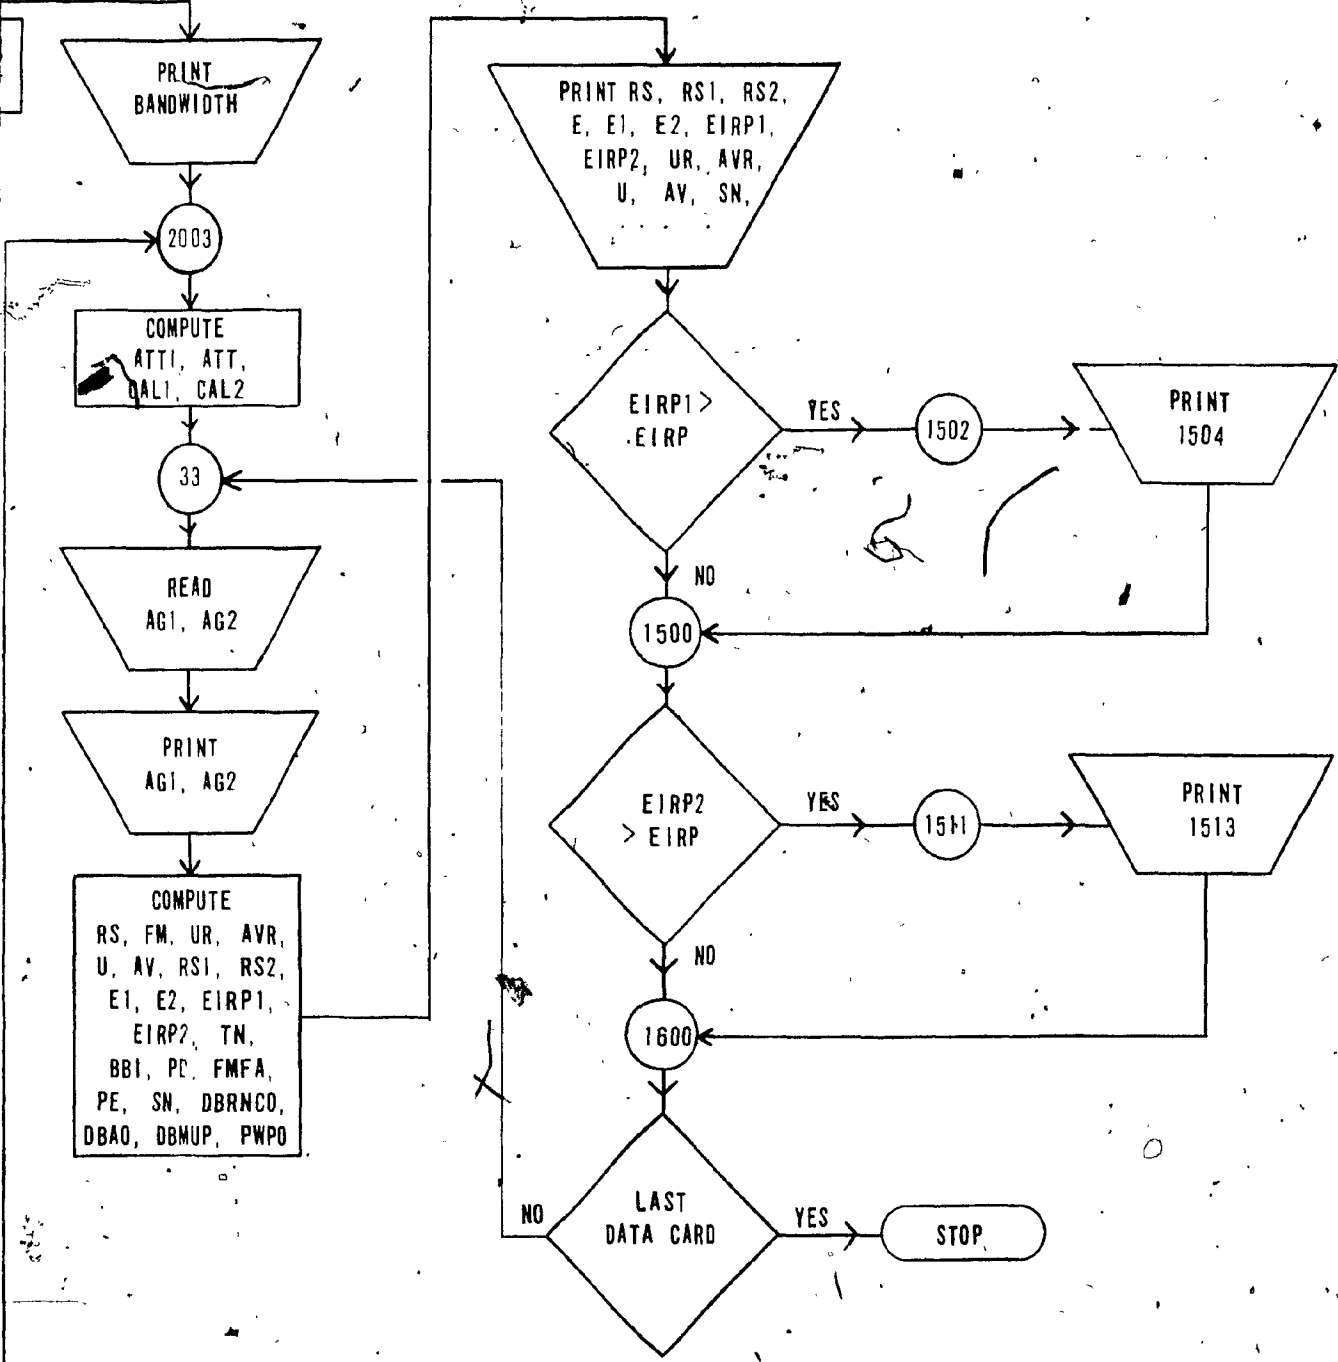 PRINT
BANDWIDTH
2003
COMPUTE
ATT1, ATT,
CAL1, CAL2
33
READ
AG1, AG2
PRINT
AG1, AG2
COMPUTE
RS, FM, UR, AVR,
U, AV, RS1, RS2,
E1, E2, EIRP1,
EIRP2, TN,
BB1, PD, FMFA,
PE, SN, DBRNCO,
DBAO, DBMUP, PWPO
PRINT RS, RS1, RS2,
E, E1, E2, EIRP1,
EIRP2, UR, AVR,
U, AV, SN,
. . . .
EIRP1>
EIRP
YES
1502
PRINT
1504
NO
1500
EIRP2
> EIRP
YES
1511
PRINT
1513
NO
1600
LAST
DATA CARD
NO
YES
STOP